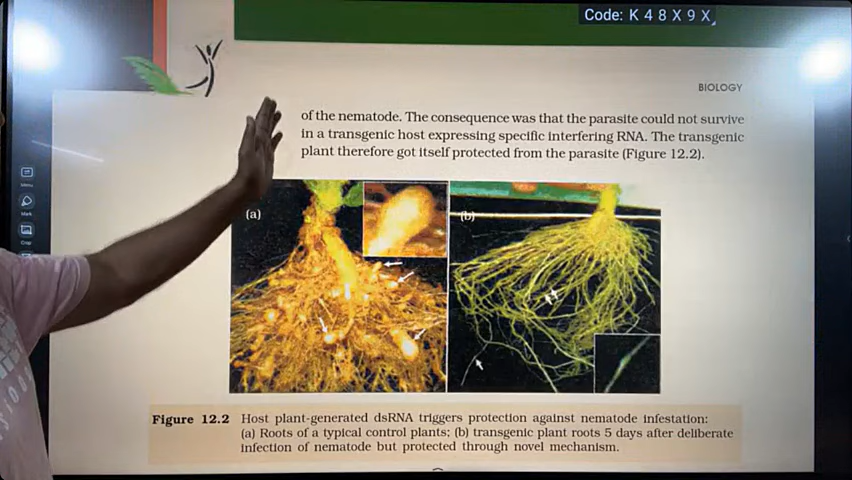 Code: K 4 8 X 9 X
BIOLOGY
of the nematode. The consequence was that the parasite could not survive
in a transgenic host expressing specific interfering RNA. The transgenic
plant therefore got itself protected from the parasite (Figure 12.2).
Menu
Mark
Crop
(a)
(b)
Figure 12.2 Host plant-generated dsRNA triggers protection against nematode infestation:
(a) Roots of a typical control plants; (b) transgenic plant roots 5 days after deliberate
infection of nematode but protected through novel mechanism.